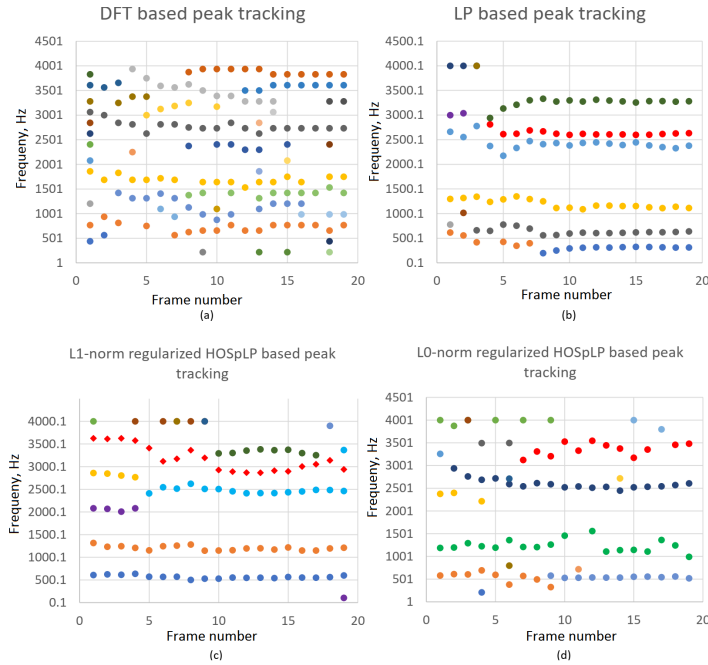 DFT based peak tracking
4501
4001
3501
3001
2501
2001
1501
1001
501
1
Frequeny, Hz
0 5 10 15 20
Frame number
(a)
LP based peak tracking
4500.1
4000.1
3500.1
3000.1
2500.1
2000.1
1500.1
1000.1
500.1
0.1
Frequeny, Hz
0 5 10 15 20
Frame number
(b)
L1-norm regularized HOSpLP based peak
tracking
4000.1
3500.1
3000.1
2500.1
2000.1
1500.1
1000.1
500.1
0.1
Frequeny, Hz
0 5 10 15 20
Frame number
(c)
L0-norm regularized HOSpLP based peak
tracking
4501
4001
3501
3001
2501
2001
1501
1001
501
1
Frequeny, Hz
0 5 10 15 20
Frame number
(d)